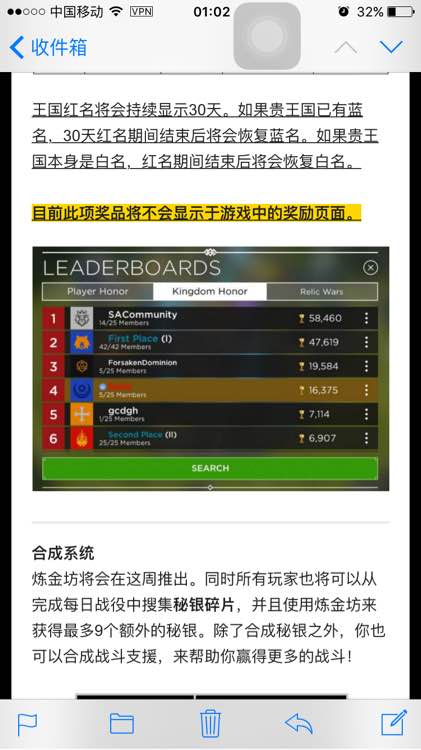 中国移动 VPN 01:02 32%
收件箱
王国红名将会持续显示30天。如果贵王国已有蓝
名，30天红名期间结束后将会恢复蓝名。如果贵王
国本身是白名，红名期间结束后将会恢复白名。
目前此项奖品将不会显示于游戏中的奖励页面。
LEADERBOARDS
Player Honor Kingdom Honor Relic Wars
1 SACommunity 58,460
14/25 Members
2 First Place (I) 47,619
42/42 Members
3 ForsakenDominion 19,584
5/25 Members
4 16,375
5/25 Members
5 gcdgh 7,114
1/25 Members
6 Second Place (II) 6,907
25/25 Members
SEARCH
合成系统
炼金坊将会在这周推出。同时所有玩家也将可以从
完成每日战役中搜集秘银碎片，并且使用炼金坊来
获得最多9个额外的秘银。除了合成秘银之外，你也
可以合成战斗支援，来帮助你赢得更多的战斗！